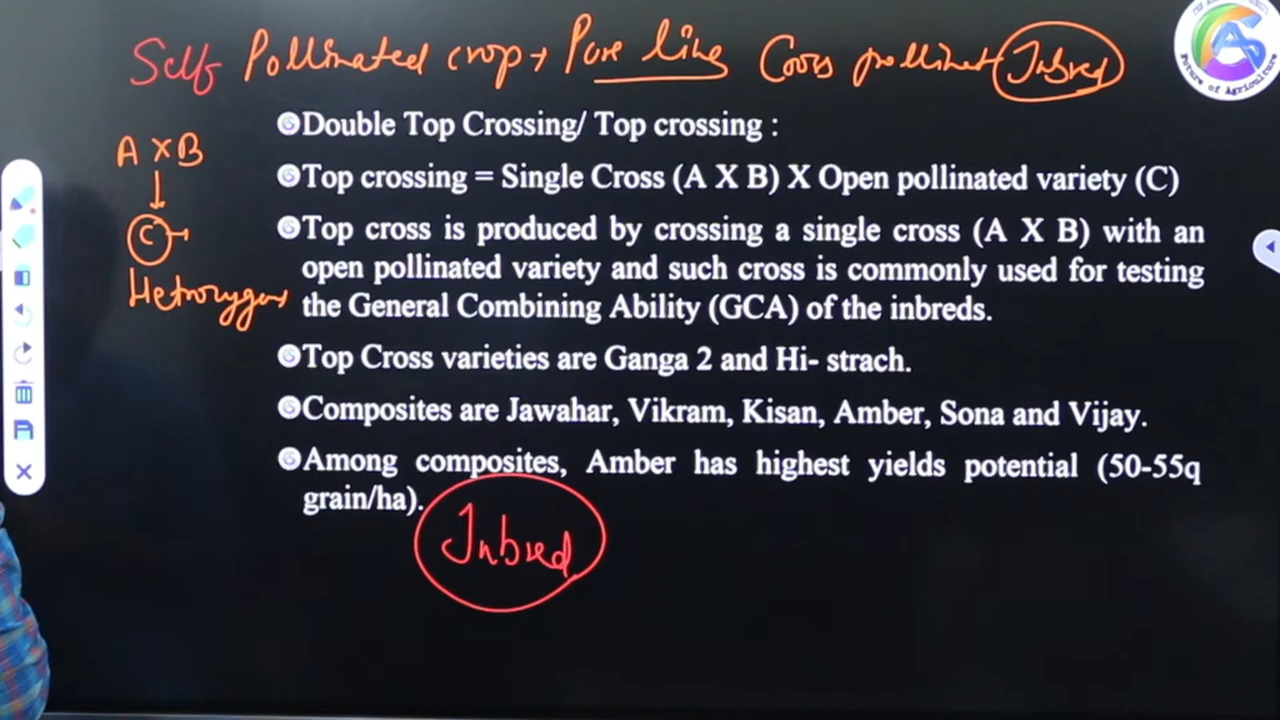 Self Pollinated crop → Pure line Cross pollinated Inbred
Double Top Crossing/ Top crossing :
A X B
Top crossing = Single Cross (A X B) X Open pollinated variety (C)
C
Hetrozygous
Top cross is produced by crossing a single cross (A X B) with an
open pollinated variety and such cross is commonly used for testing
the General Combining Ability (GCA) of the inbreds.
Top Cross varieties are Ganga 2 and Hi- strach.
Composites are Jawahar, Vikram, Kisan, Amber, Sona and Vijay.
Among composites, Amber has highest yields potential (50-55q
grain/ha).
Inbred
Future of Agriculture